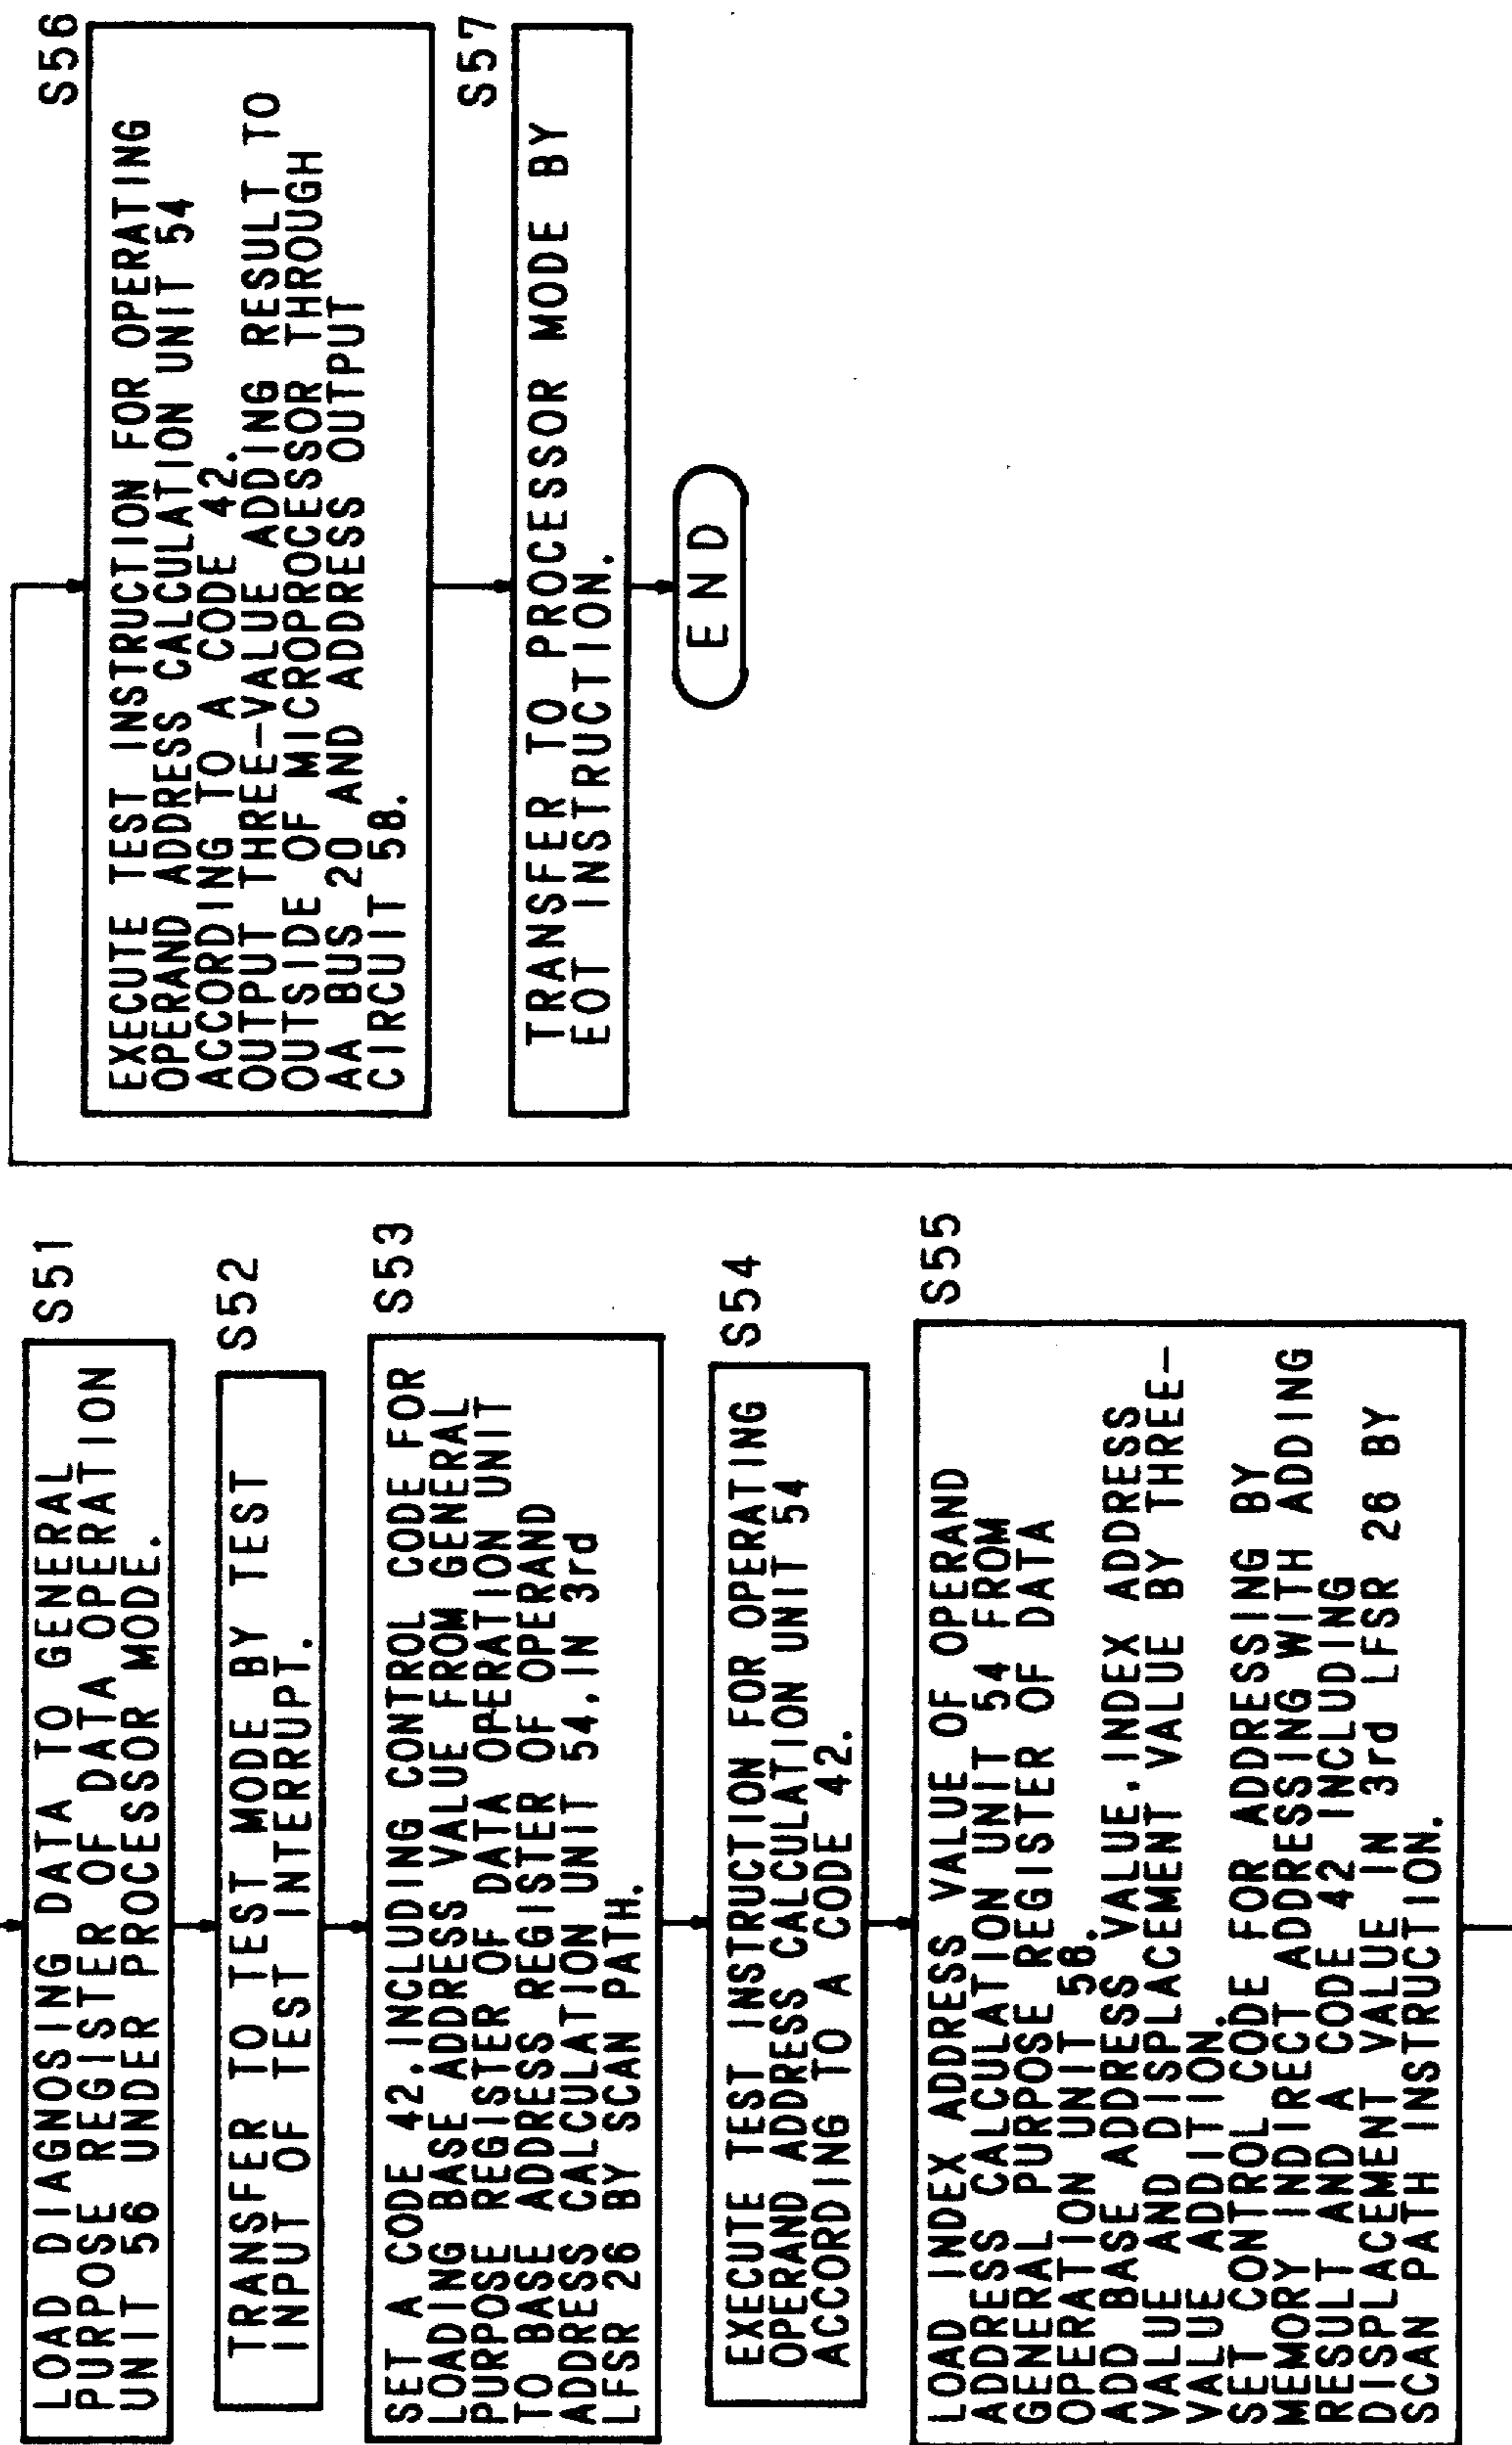 S51
LOAD DIAGNOSING DATA TO GENERAL
PURPOSE REGISTER OF DATA OPERATION
UNIT 56 UNDER PROCESSOR MODE.
S52
TRANSFER TO TEST MODE BY TEST
INPUT OF TEST INTERRUPT.
S53
SET A CODE 42, INCLUDING CONTROL CODE FOR
LOADING BASE ADDRESS VALUE FROM GENERAL
PURPOSE REGISTER OF DATA OPERATION UNIT
TO BASE ADDRESS REGISTER OF OPERAND
ADDRESS CALCULATION UNIT 54, IN 3rd
LFSR 26 BY SCAN PATH.
S54
EXECUTE TEST INSTRUCTION FOR OPERATING
OPERAND ADDRESS CALCULATION UNIT 54
ACCORDING TO A CODE 42.
S55
LOAD INDEX ADDRESS VALUE OF OPERAND
ADDRESS CALCULATION UNIT 54 FROM
GENERAL PURPOSE REGISTER OF DATA
OPERATION UNIT 56.
ADD BASE ADDRESS VALUE, INDEX ADDRESS
VALUE AND DISPLACEMENT VALUE BY THREE-
VALUE ADDITION.
SET CONTROL CODE FOR ADDRESSING BY
MEMORY INDIRECT ADDRESSING WITH ADDING
RESULT AND A CODE 42 INCLUDING
DISPLACEMENT VALUE IN 3rd LFSR 26 BY
SCAN PATH INSTRUCTION.
S56
EXECUTE TEST INSTRUCTION FOR OPERATING
OPERAND ADDRESS CALCULATION UNIT 54
ACCORDING TO A CODE 42.
OUTPUT THREE-VALUE ADDING RESULT TO
OUTSIDE OF MICROPROCESSOR THROUGH
AA BUS 20 AND ADDRESS OUTPUT
CIRCUIT 58.
S57
TRANSFER TO PROCESSOR MODE BY
EOT INSTRUCTION.
END